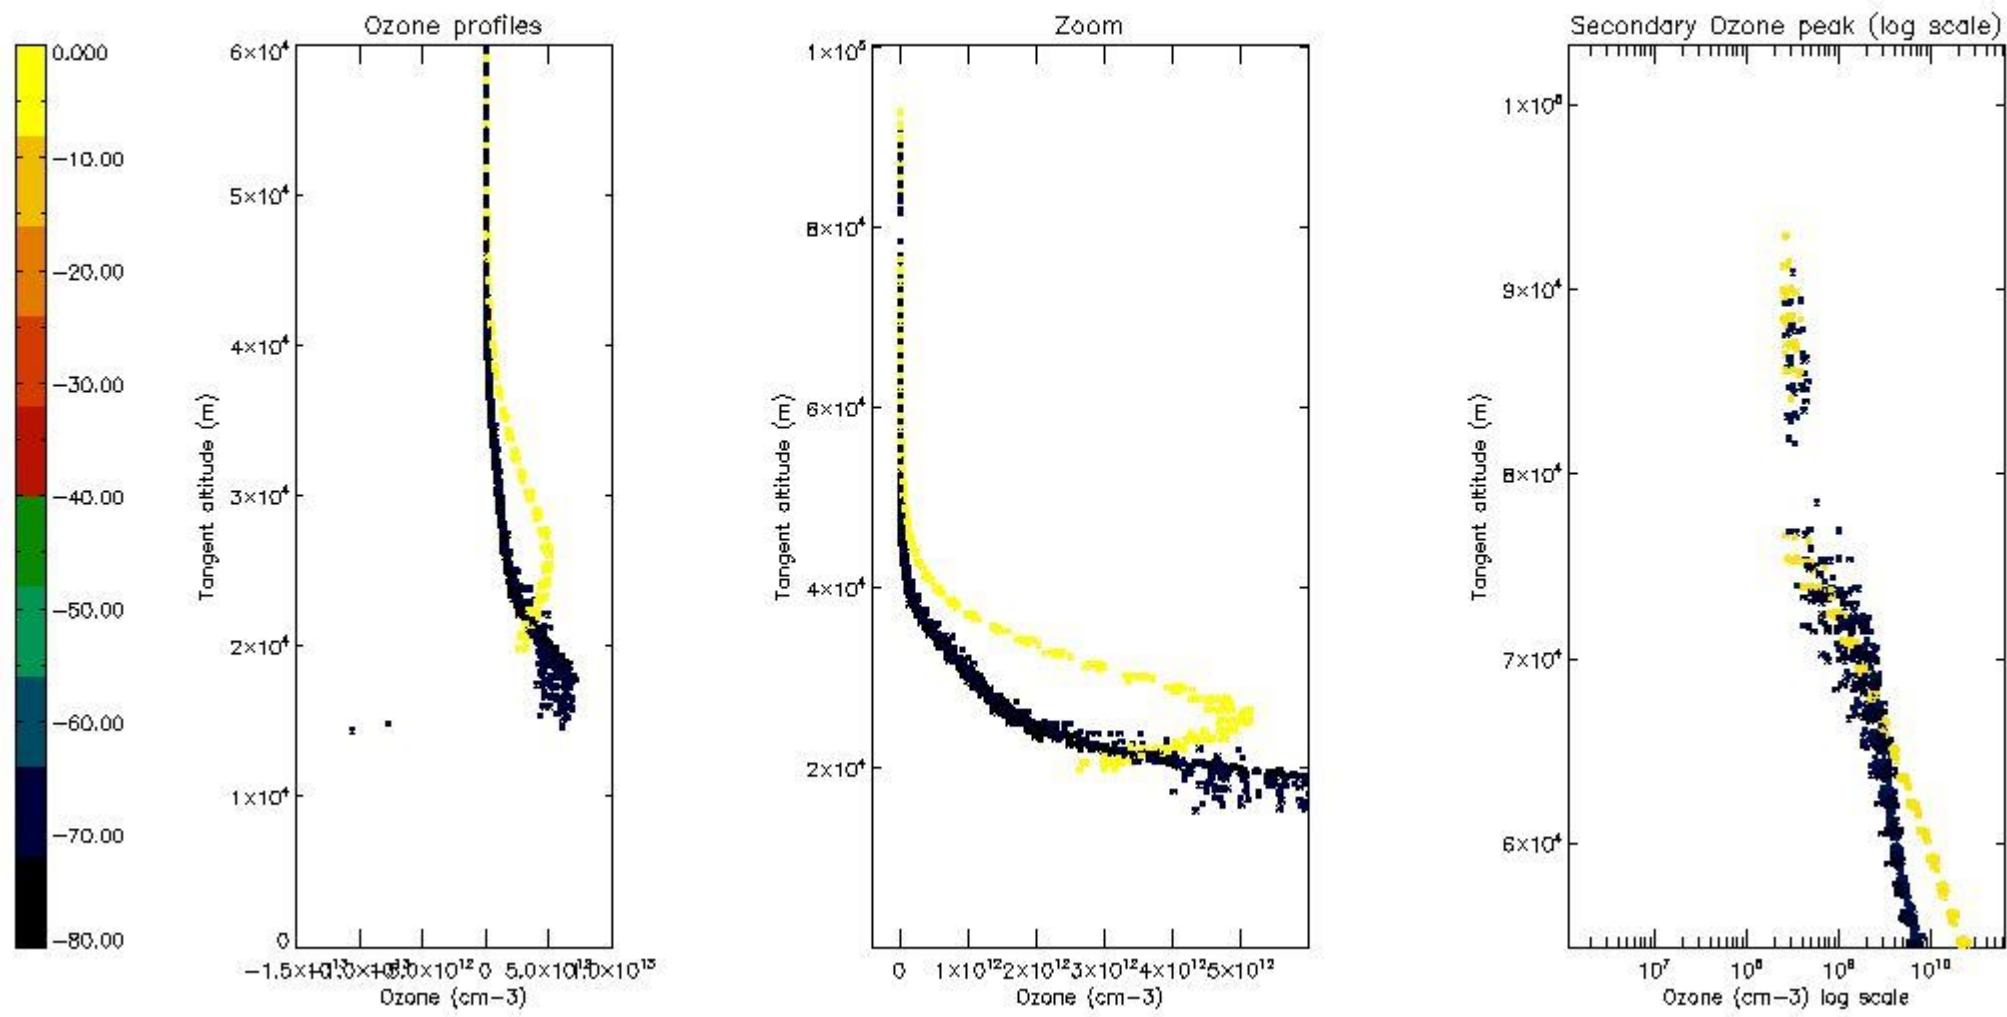 Ozone profiles
Zoom
Secondary Ozone peak (log scale)
0.000
−10.00
−20.00
−30.00
−40.00
−50.00
−60.00
−70.00
−80.00
6×10⁴
5×10⁴
4×10⁴
3×10⁴
2×10⁴
1×10⁴
0
Tangent altitude (m)
5.0×10¹² 1.0×10¹³
0
Ozone (cm−3)
1×10⁵
8×10⁴
6×10⁴
4×10⁴
2×10⁴
Tangent altitude (m)
0 1×10¹² 2×10¹² 3×10¹² 4×10¹² 5×10¹²
Ozone (cm−3)
9×10⁴
8×10⁴
7×10⁴
6×10⁴
Tangent altitude (m)
10⁷ 10⁸ 10⁹ 10¹⁰
Ozone (cm−3) log scale